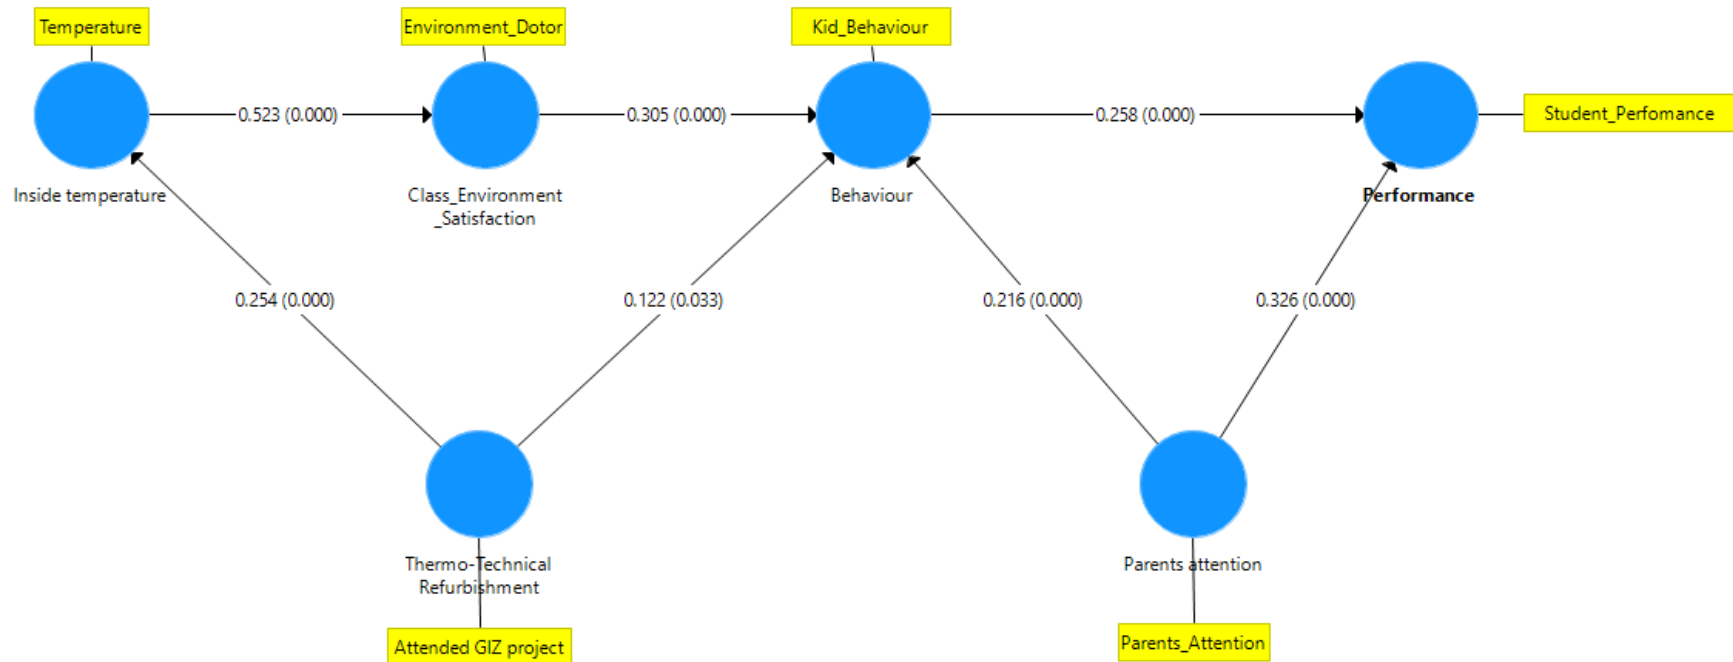 Temperature
Environment_Dotor
Kid_Behaviour
0.523 (0.000)
0.305 (0.000)
0.258 (0.000)
Student_Perfomance
Inside temperature
Class_Environment
_Satisfaction
Behaviour
Performance
0.254 (0.000)
0.122 (0.033)
0.216 (0.000)
0.326 (0.000)
Thermo-Technical
Refurbishment
Parents attention
Attended GIZ project
Parents_Attention